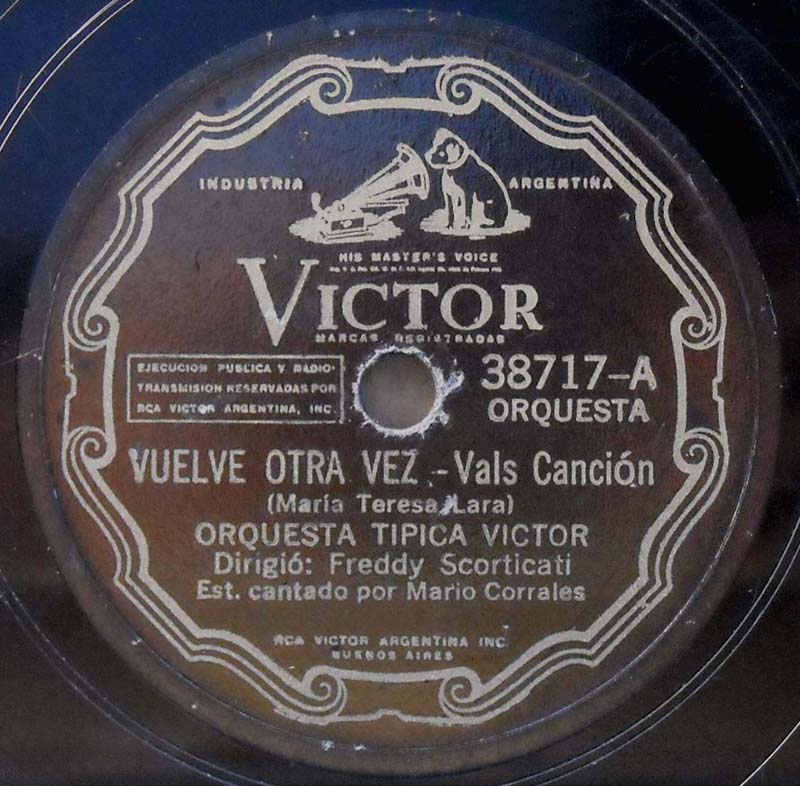 INDUSTRIA ARGENTINA
HIS MASTER'S VOICE
VICTOR
MARCAS REGISTRADAS
EJECUCION PUBLICA Y RADIO-
TRANSMISION RESERVADAS POR
RCA VICTOR ARGENTINA, INC.
38717-A
ORQUESTA
VUELVE OTRA VEZ.-Vals Canción
(María Teresa Lara)
ORQUESTA TIPICA VICTOR
Dirigió: Freddy Scorticati
Est. cantado por Mario Corrales
RCA VICTOR ARGENTINA INC.
BUENOS AIRES